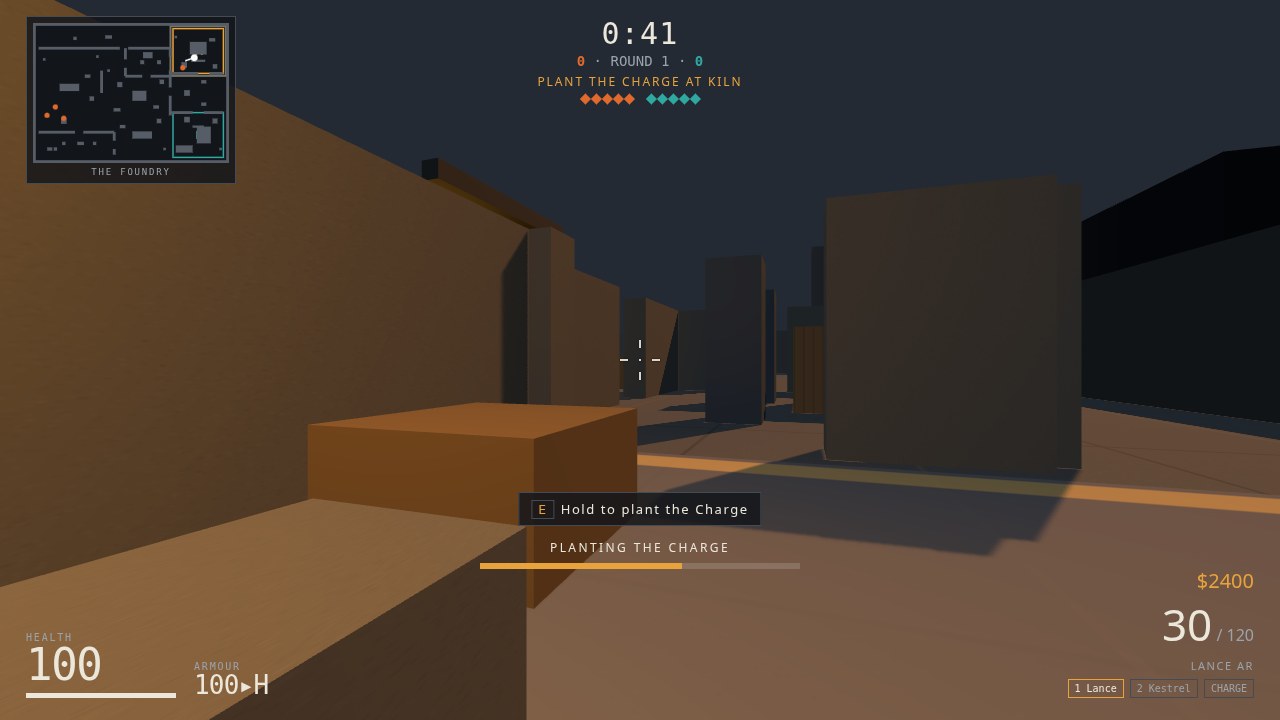 THE FOUNDRY
0:41
0 · ROUND 1 · 0
PLANT THE CHARGE AT KILN
E Hold to plant the Charge
PLANTING THE CHARGE
HEALTH
100
ARMOUR
100▸H
$2400
30 / 120
LANCE AR
1 Lance 2 Kestrel CHARGE